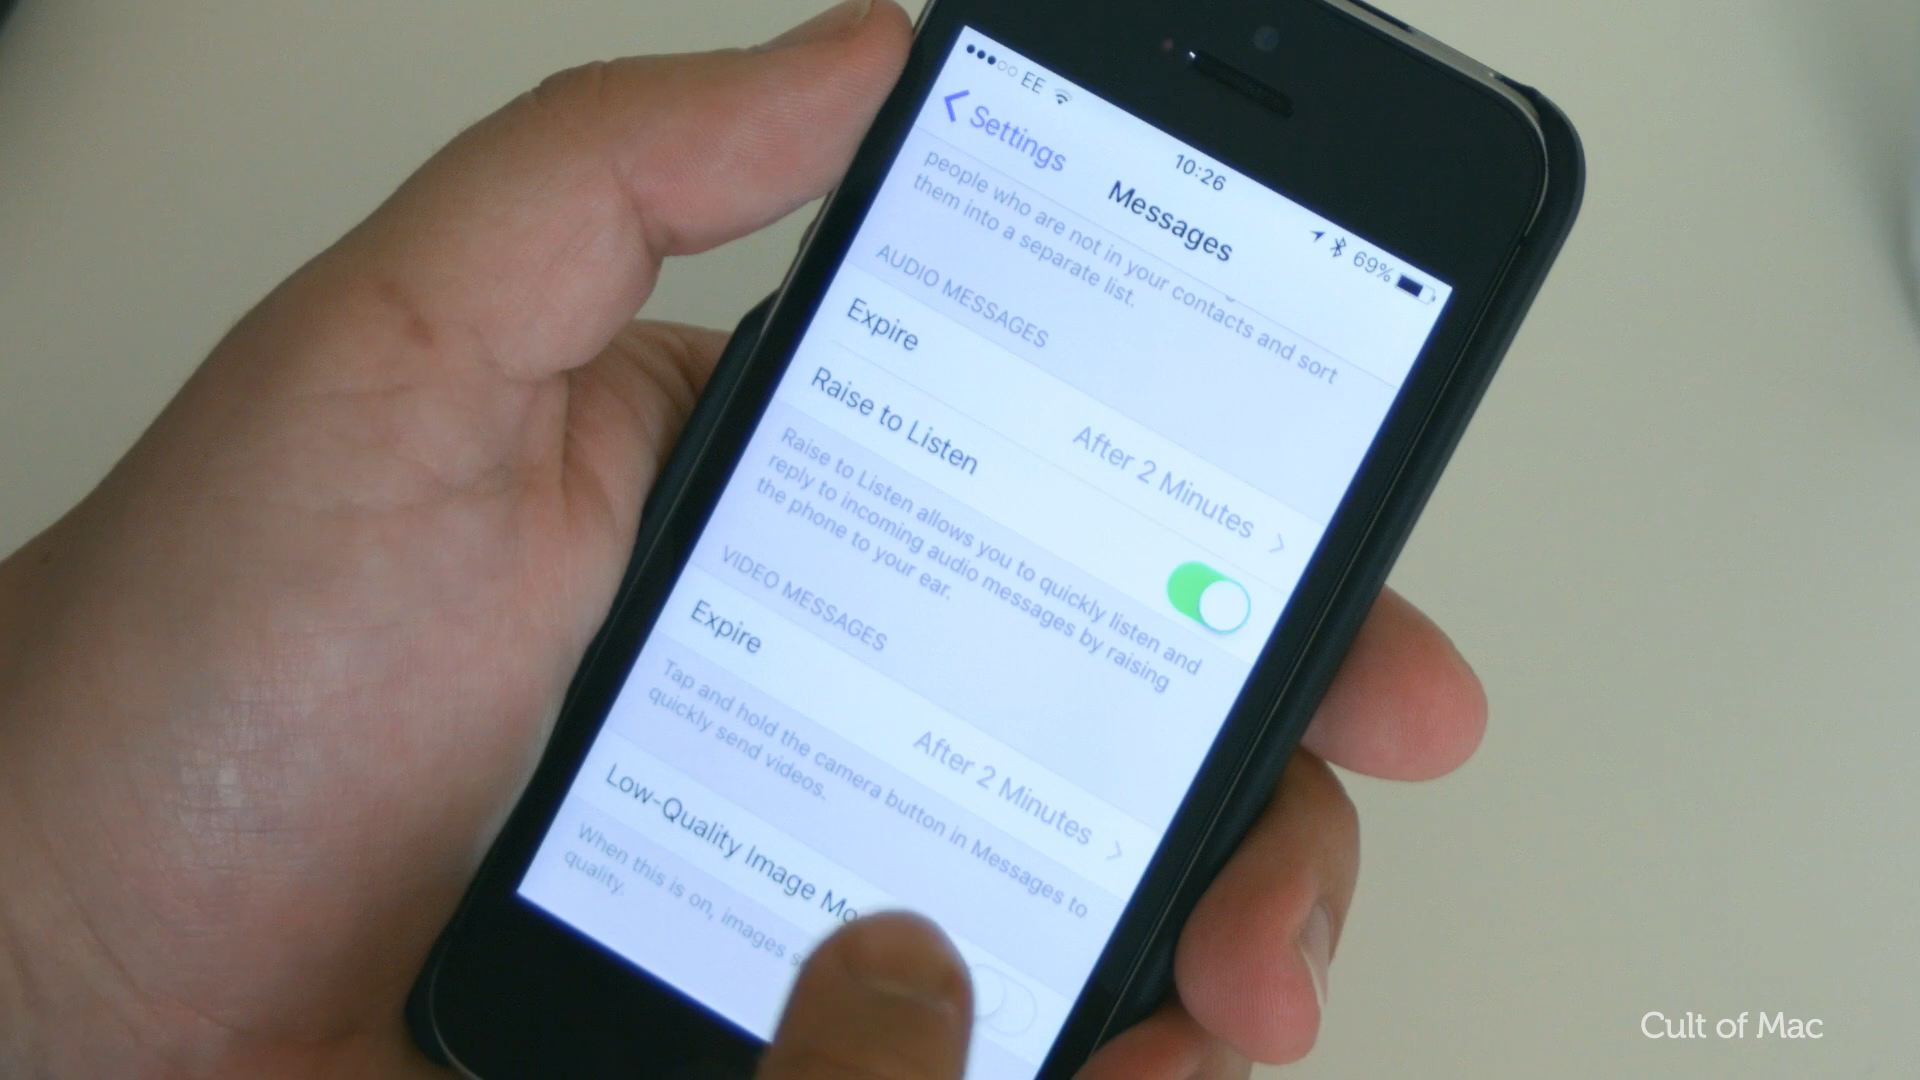 EE
10:26
69%
Settings
Messages
people who are not in your contacts and sort
them into a separate list.
AUDIO MESSAGES
Expire
After 2 Minutes
Raise to Listen
Raise to Listen allows you to quickly listen and
reply to incoming audio messages by raising
the phone to your ear.
VIDEO MESSAGES
Expire
After 2 Minutes
Tap and hold the camera button in Messages to
quickly send videos.
Low-Quality Image Mo
When this is on, images s
quality.
Cult of Mac